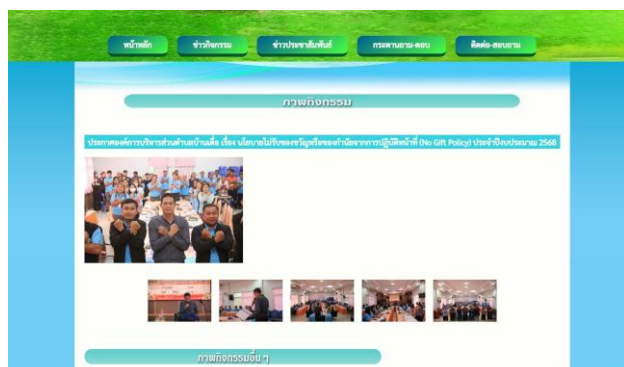 หน้าหลัก
ข่าวกิจกรรม
ข่าวประชาสัมพันธ์
กระดานถาม-ตอบ
ติดต่อ-สอบถาม
ภาพกิจกรรม
ประกาศองค์การบริหารส่วนตำบลบ้านเดื่อ เรื่อง นโยบายไม่รับของขวัญหรือของกำนัลจากการปฏิบัติหน้าที่ (No Gift Policy) ประจำปีงบประมาณ 2568
ภาพกิจกรรมอื่น ๆ